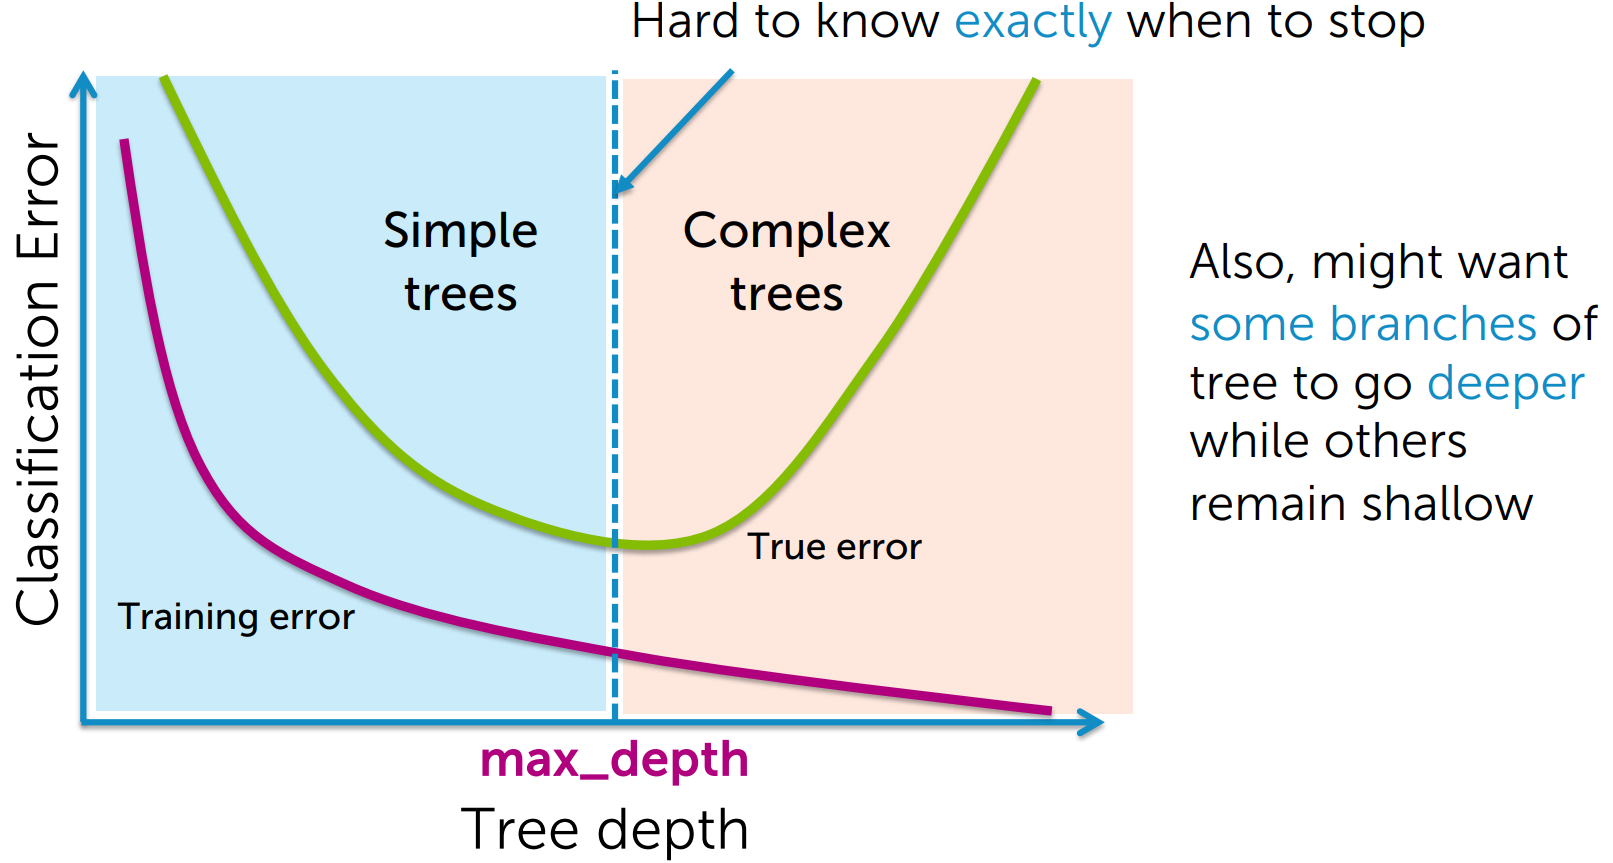 Hard to know exactly when to stop
Classification Error
Simple
trees
Complex
trees
Training error
True error
max_depth
Tree depth
Also, might want
some branches of
tree to go deeper
while others
remain shallow